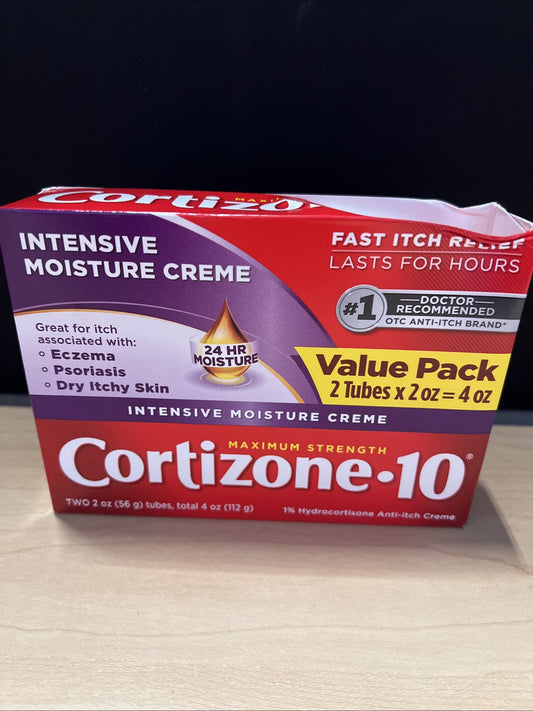 Cortizone
INTENSIVE
MOISTURE CREME
FAST ITCH RELIEF
LASTS FOR HOURS
#1
DOCTOR
RECOMMENDED
OTC ANTI-ITCH BRAND*
Great for itch
associated with:
Eczema
Psoriasis
Dry Itchy Skin
24 HR
MOISTURE
Value Pack
2 Tubes x 2 oz = 4 oz
INTENSIVE MOISTURE CREME
MAXIMUM STRENGTH
Cortizone•10®
TWO 2 oz (56 g) tubes, total 4 oz (112 g)
1% Hydrocortisone Anti-itch Creme